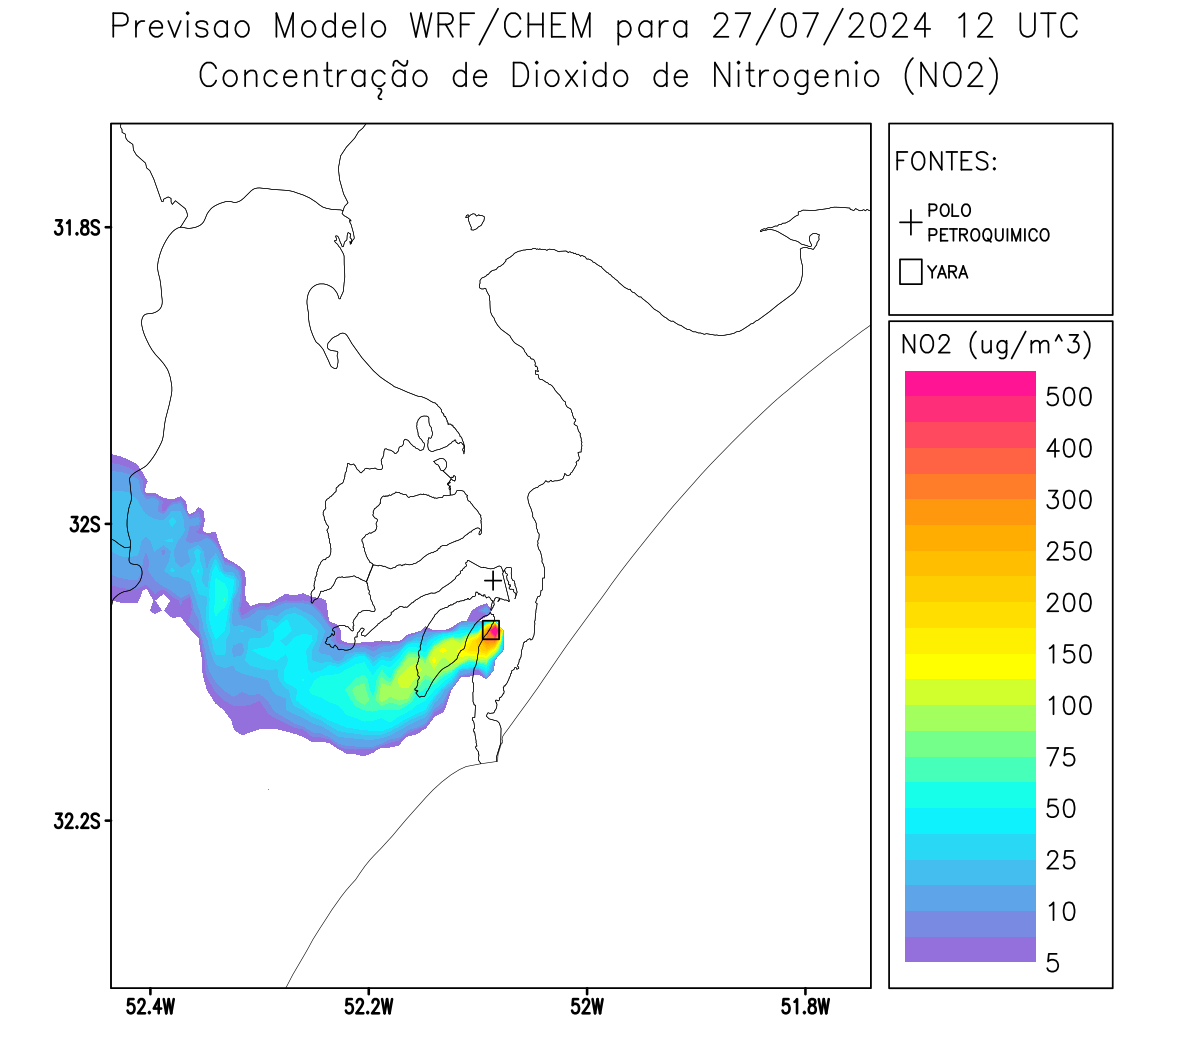 Previsao Modelo WRF/CHEM para 27/07/2024 12 UTC
Concentração de Dioxido de Nitrogenio (NO2)
FONTES:
POLO
PETROQUIMICO
YARA
NO2 (ug/m^3)
500
400
300
250
200
150
100
75
50
25
10
5
31.8S
32S
32.2S
52.4W
52.2W
52W
51.8W